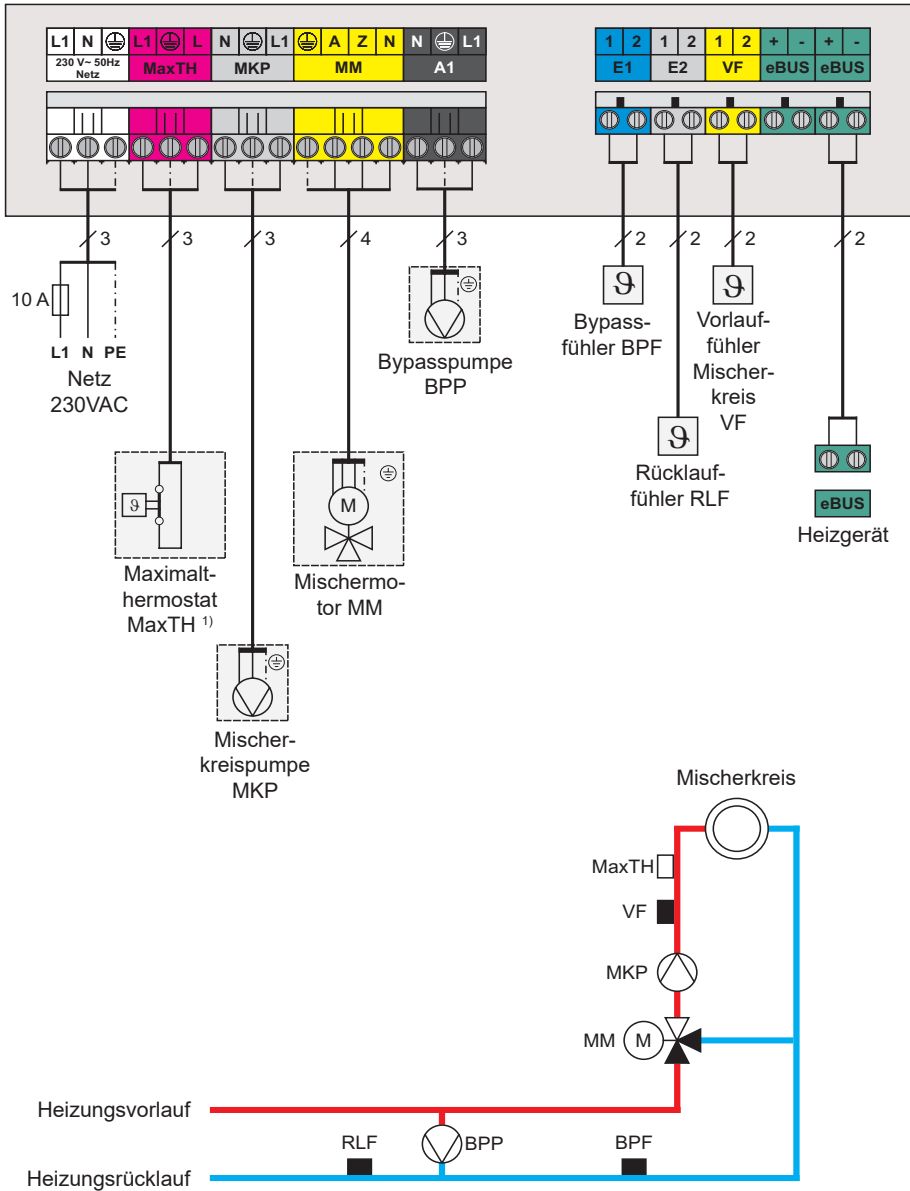 L1 N L1 L N L1 A Z N N L1
230 V~ 50Hz
Netz
MaxTH MKP MM A1
1 2 1 2 1 2 + - + -
E1 E2 VF eBUS eBUS
3 3 3 4 3 2 2 2 2
10 A
L1 N PE
Netz
230VAC
Bypasspumpe
BPP
ϑ
Bypass-
fühler BPF
ϑ
Vorlauf-
fühler
Mischer-
kreis
VF
ϑ
Rücklauf-
fühler RLF
eBUS
Heizgerät
ϑ
Maximalt-
hermostat
MaxTH 1)
M
Mischermo-
tor MM
Mischer-
kreispumpe
MKP
Mischerkreis
MaxTH
VF
MKP
MM M
Heizungsvorlauf
RLF BPP BPF
Heizungsrücklauf